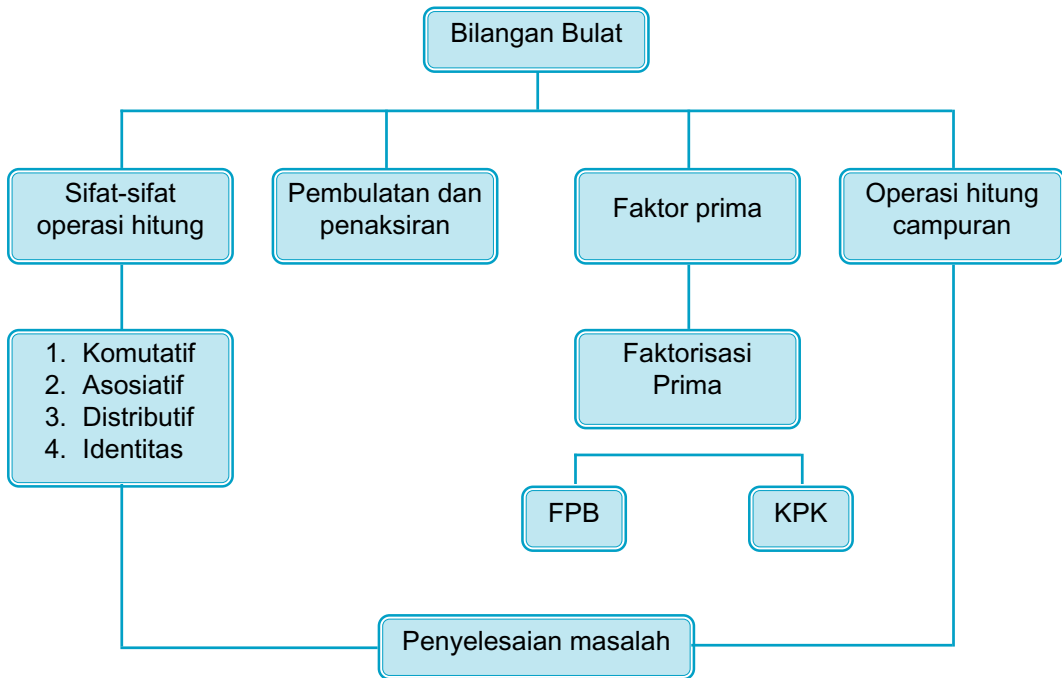 Bilangan Bulat
Sifat-sifat
operasi hitung
Pembulatan dan
penaksiran
Faktor prima
Operasi hitung
campuran
1. Komutatif
2. Asosiatif
3. Distributif
4. Identitas
Faktorisasi
Prima
FPB
KPK
Penyelesaian masalah